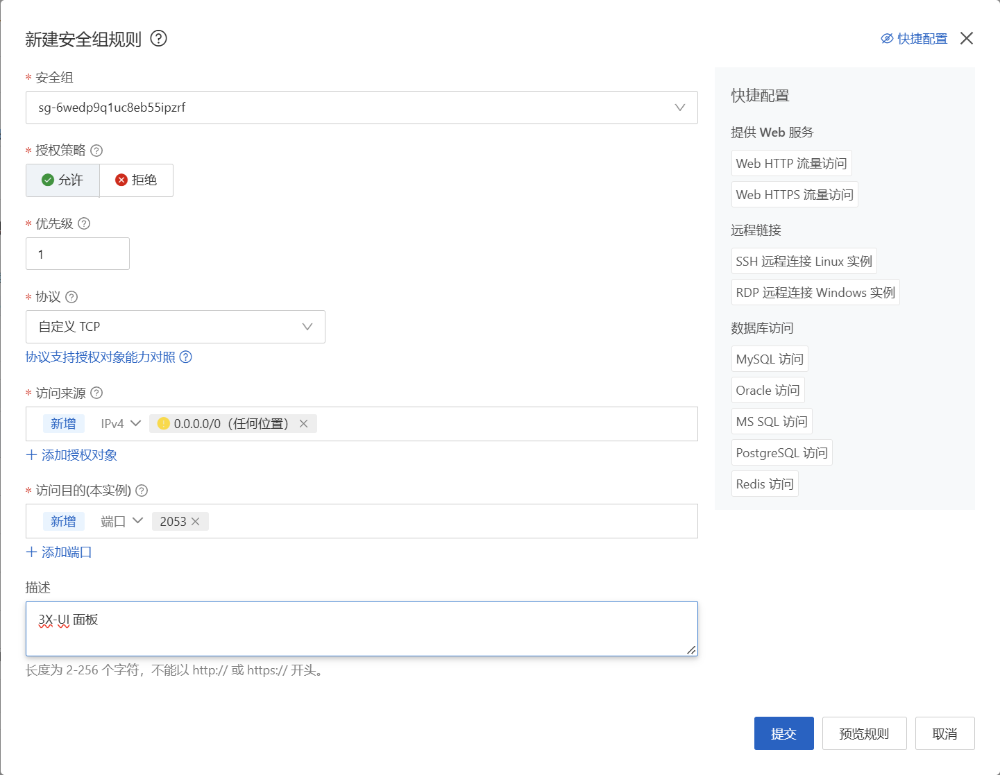 新建安全组规则
快捷配置
* 安全组
sg-6wedp9q1uc8eb55ipzrf
* 授权策略
允许
拒绝
* 优先级
1
* 协议
自定义 TCP
协议支持授权对象能力对照
* 访问来源
新增 IPv4 0.0.0.0/0（任何位置）
添加授权对象
* 访问目的(本实例)
新增 端口 2053
添加端口
描述
3X-UI 面板
长度为 2-256 个字符，不能以 http:// 或 https:// 开头。
快捷配置
提供 Web 服务
Web HTTP 流量访问
Web HTTPS 流量访问
远程链接
SSH 远程连接 Linux 实例
RDP 远程连接 Windows 实例
数据库访问
MySQL 访问
Oracle 访问
MS SQL 访问
PostgreSQL 访问
Redis 访问
提交
预览规则
取消